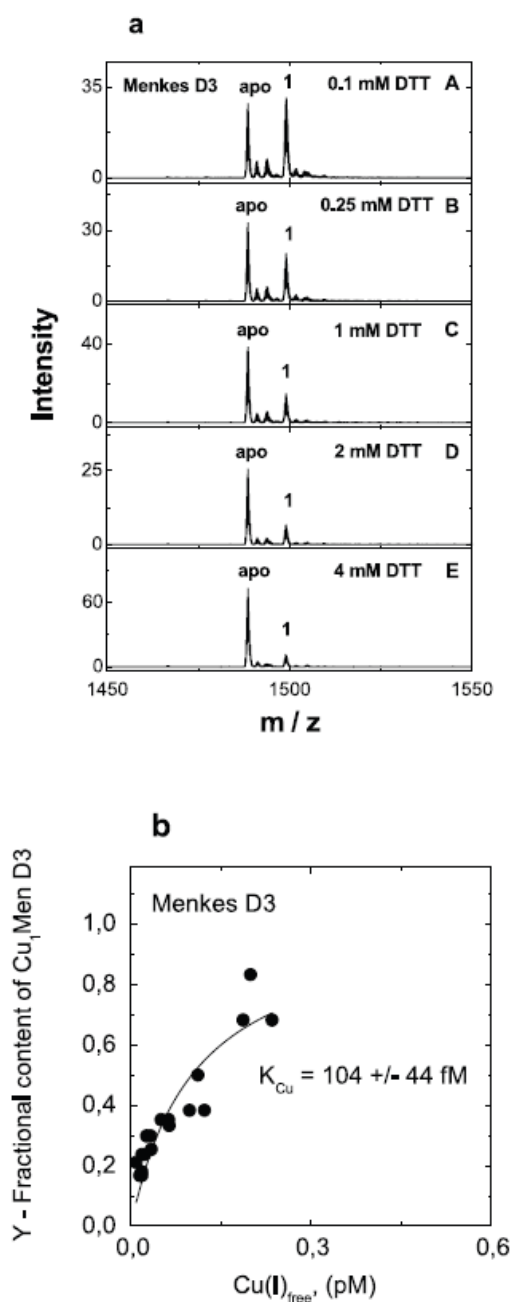 a
Menkes D3 apo 1 0.1 mM DTT A
35
0
apo 1 0.25 mM DTT B
30
0
apo 1 1 mM DTT C
40
0
apo 1 2 mM DTT D
25
0
apo 1 4 mM DTT E
60
0
1450 1500 1550
m / z
Intensity
b
Menkes D3
1,0
0,8
0,6
0,4
0,2
0,0
K_Cu = 104 +/- 44 fM
0,0 0,3 0,6
Cu(I)_free, (pM)
Y - Fractional content of Cu_1Men D3